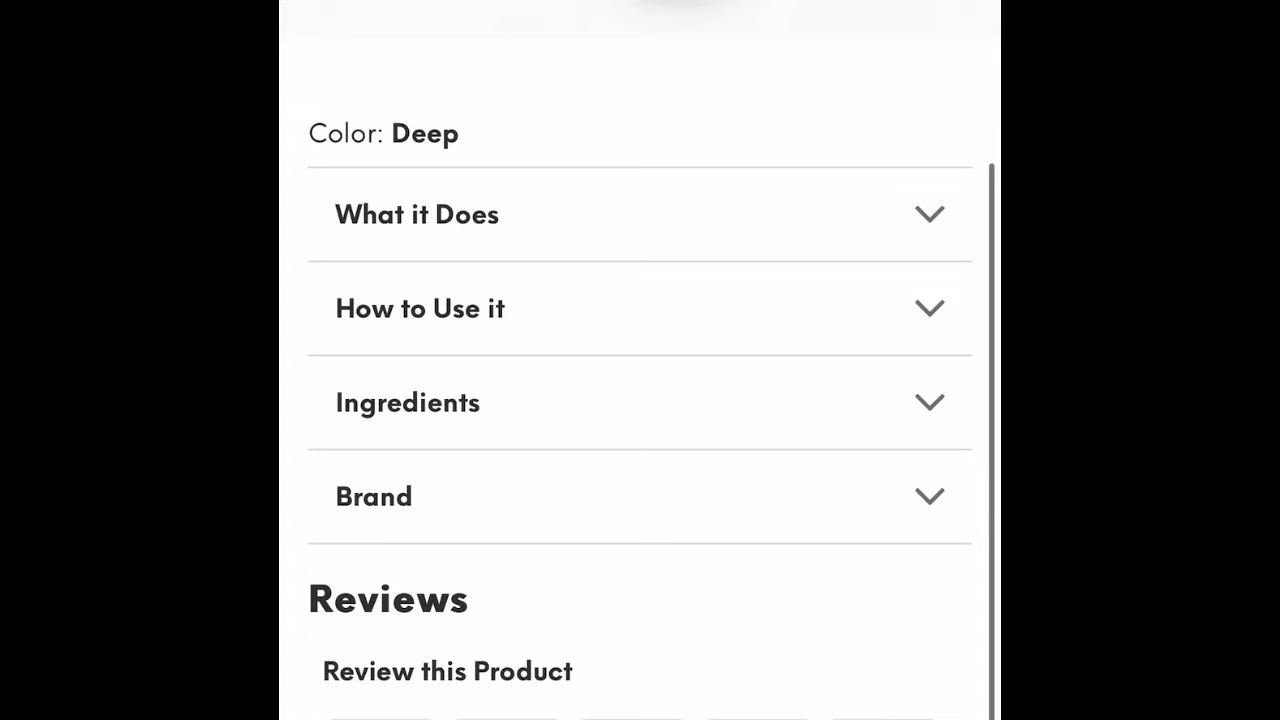 Color: Deep
What it Does
How to Use it
Ingredients
Brand
Reviews
Review this Product